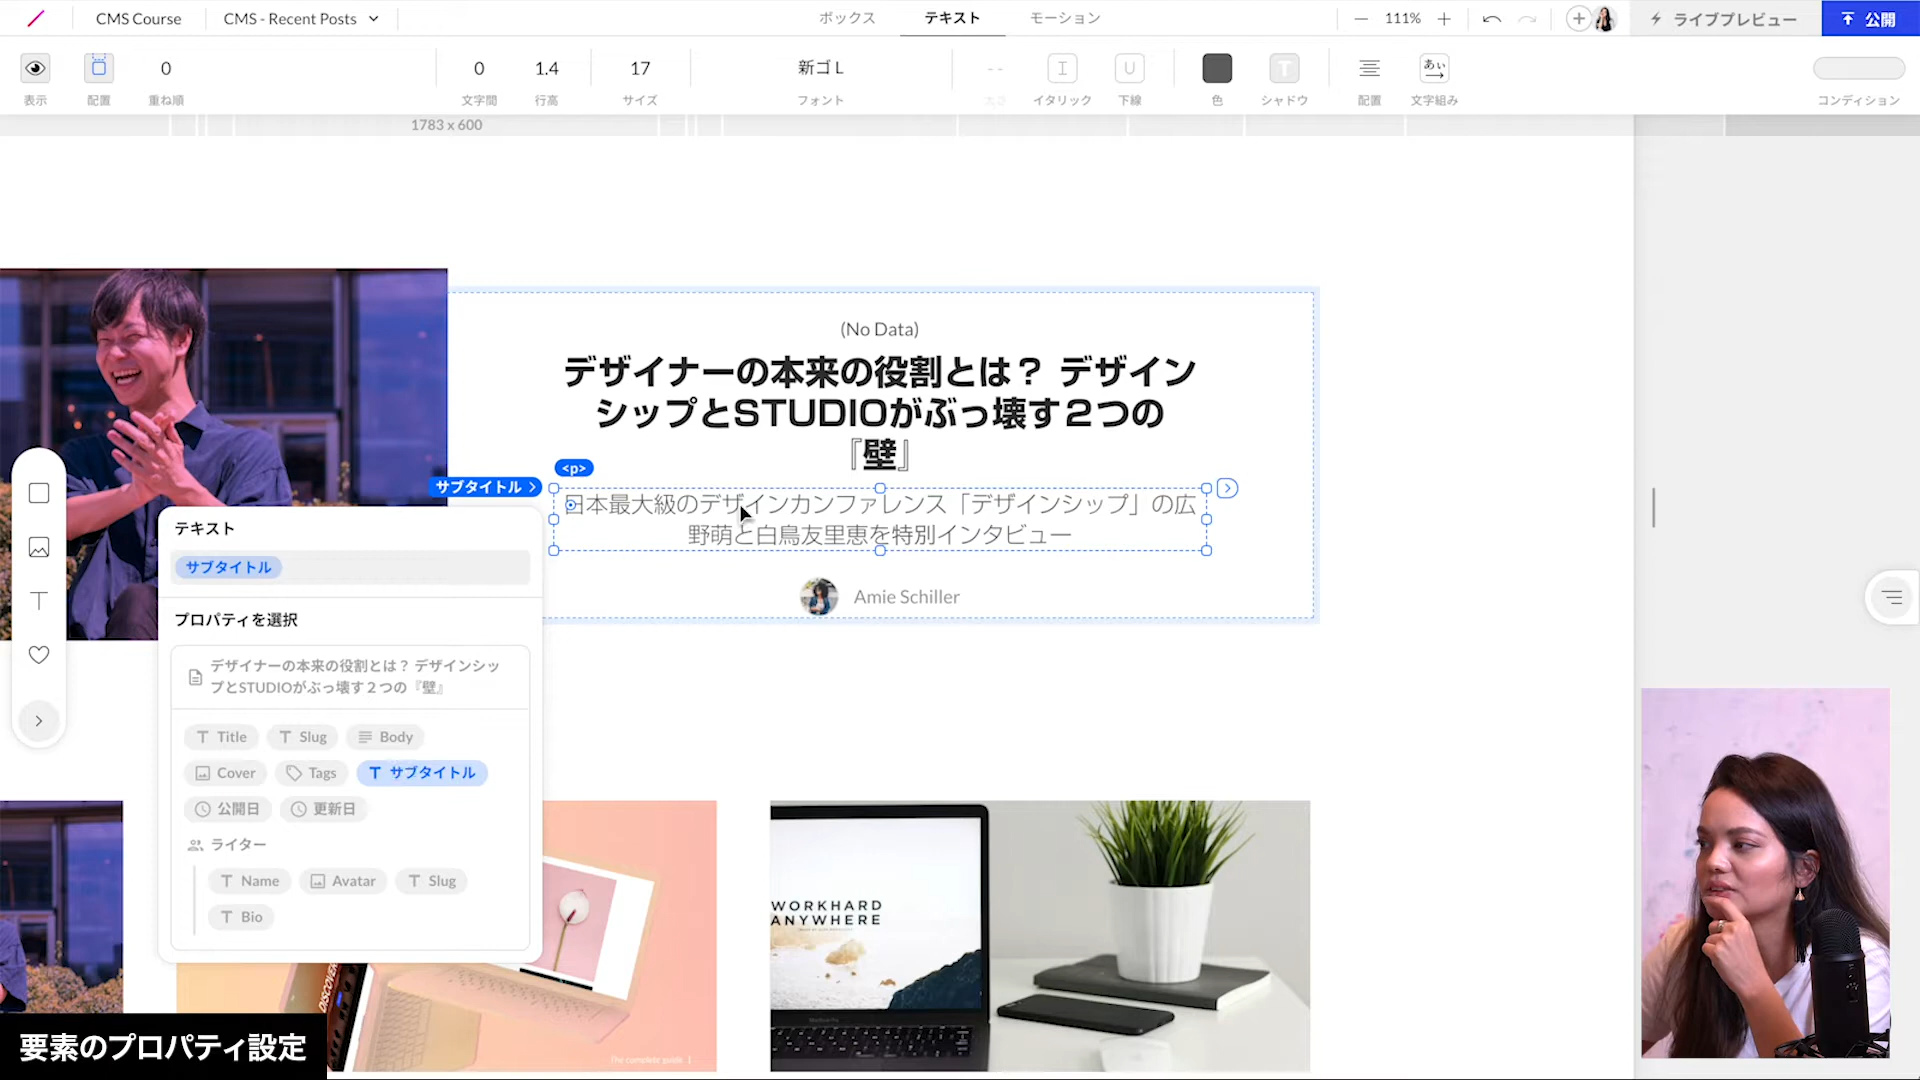 CMS Course
CMS - Recent Posts
ボックス
テキスト
モーション
111%
ライブプレビュー
公開
0
0
1.4
17
新ゴ L
表示
配置
重ね順
文字間
行高
サイズ
フォント
太さ
イタリック
下線
色
シャドウ
配置
あぃ
文字組み
コンディション
1783 x 600
(No Data)
デザイナーの本来の役割とは？ デザイン
シップとSTUDIOがぶっ壊す２つの
『壁』
<p>
サブタイトル
日本最大級のデザインカンファレンス「デザインシップ」の広
野萌と白鳥友里恵を特別インタビュー
Amie Schiller
テキスト
サブタイトル
プロパティを選択
デザイナーの本来の役割とは？ デザインシッ
プとSTUDIOがぶっ壊す２つの『壁』
Title
Slug
Body
Cover
Tags
サブタイトル
公開日
更新日
ライター
Name
Avatar
Slug
Bio
WORKHARD
ANYWHERE
DISCOVER
The complete guide. 1
要素のプロパティ設定